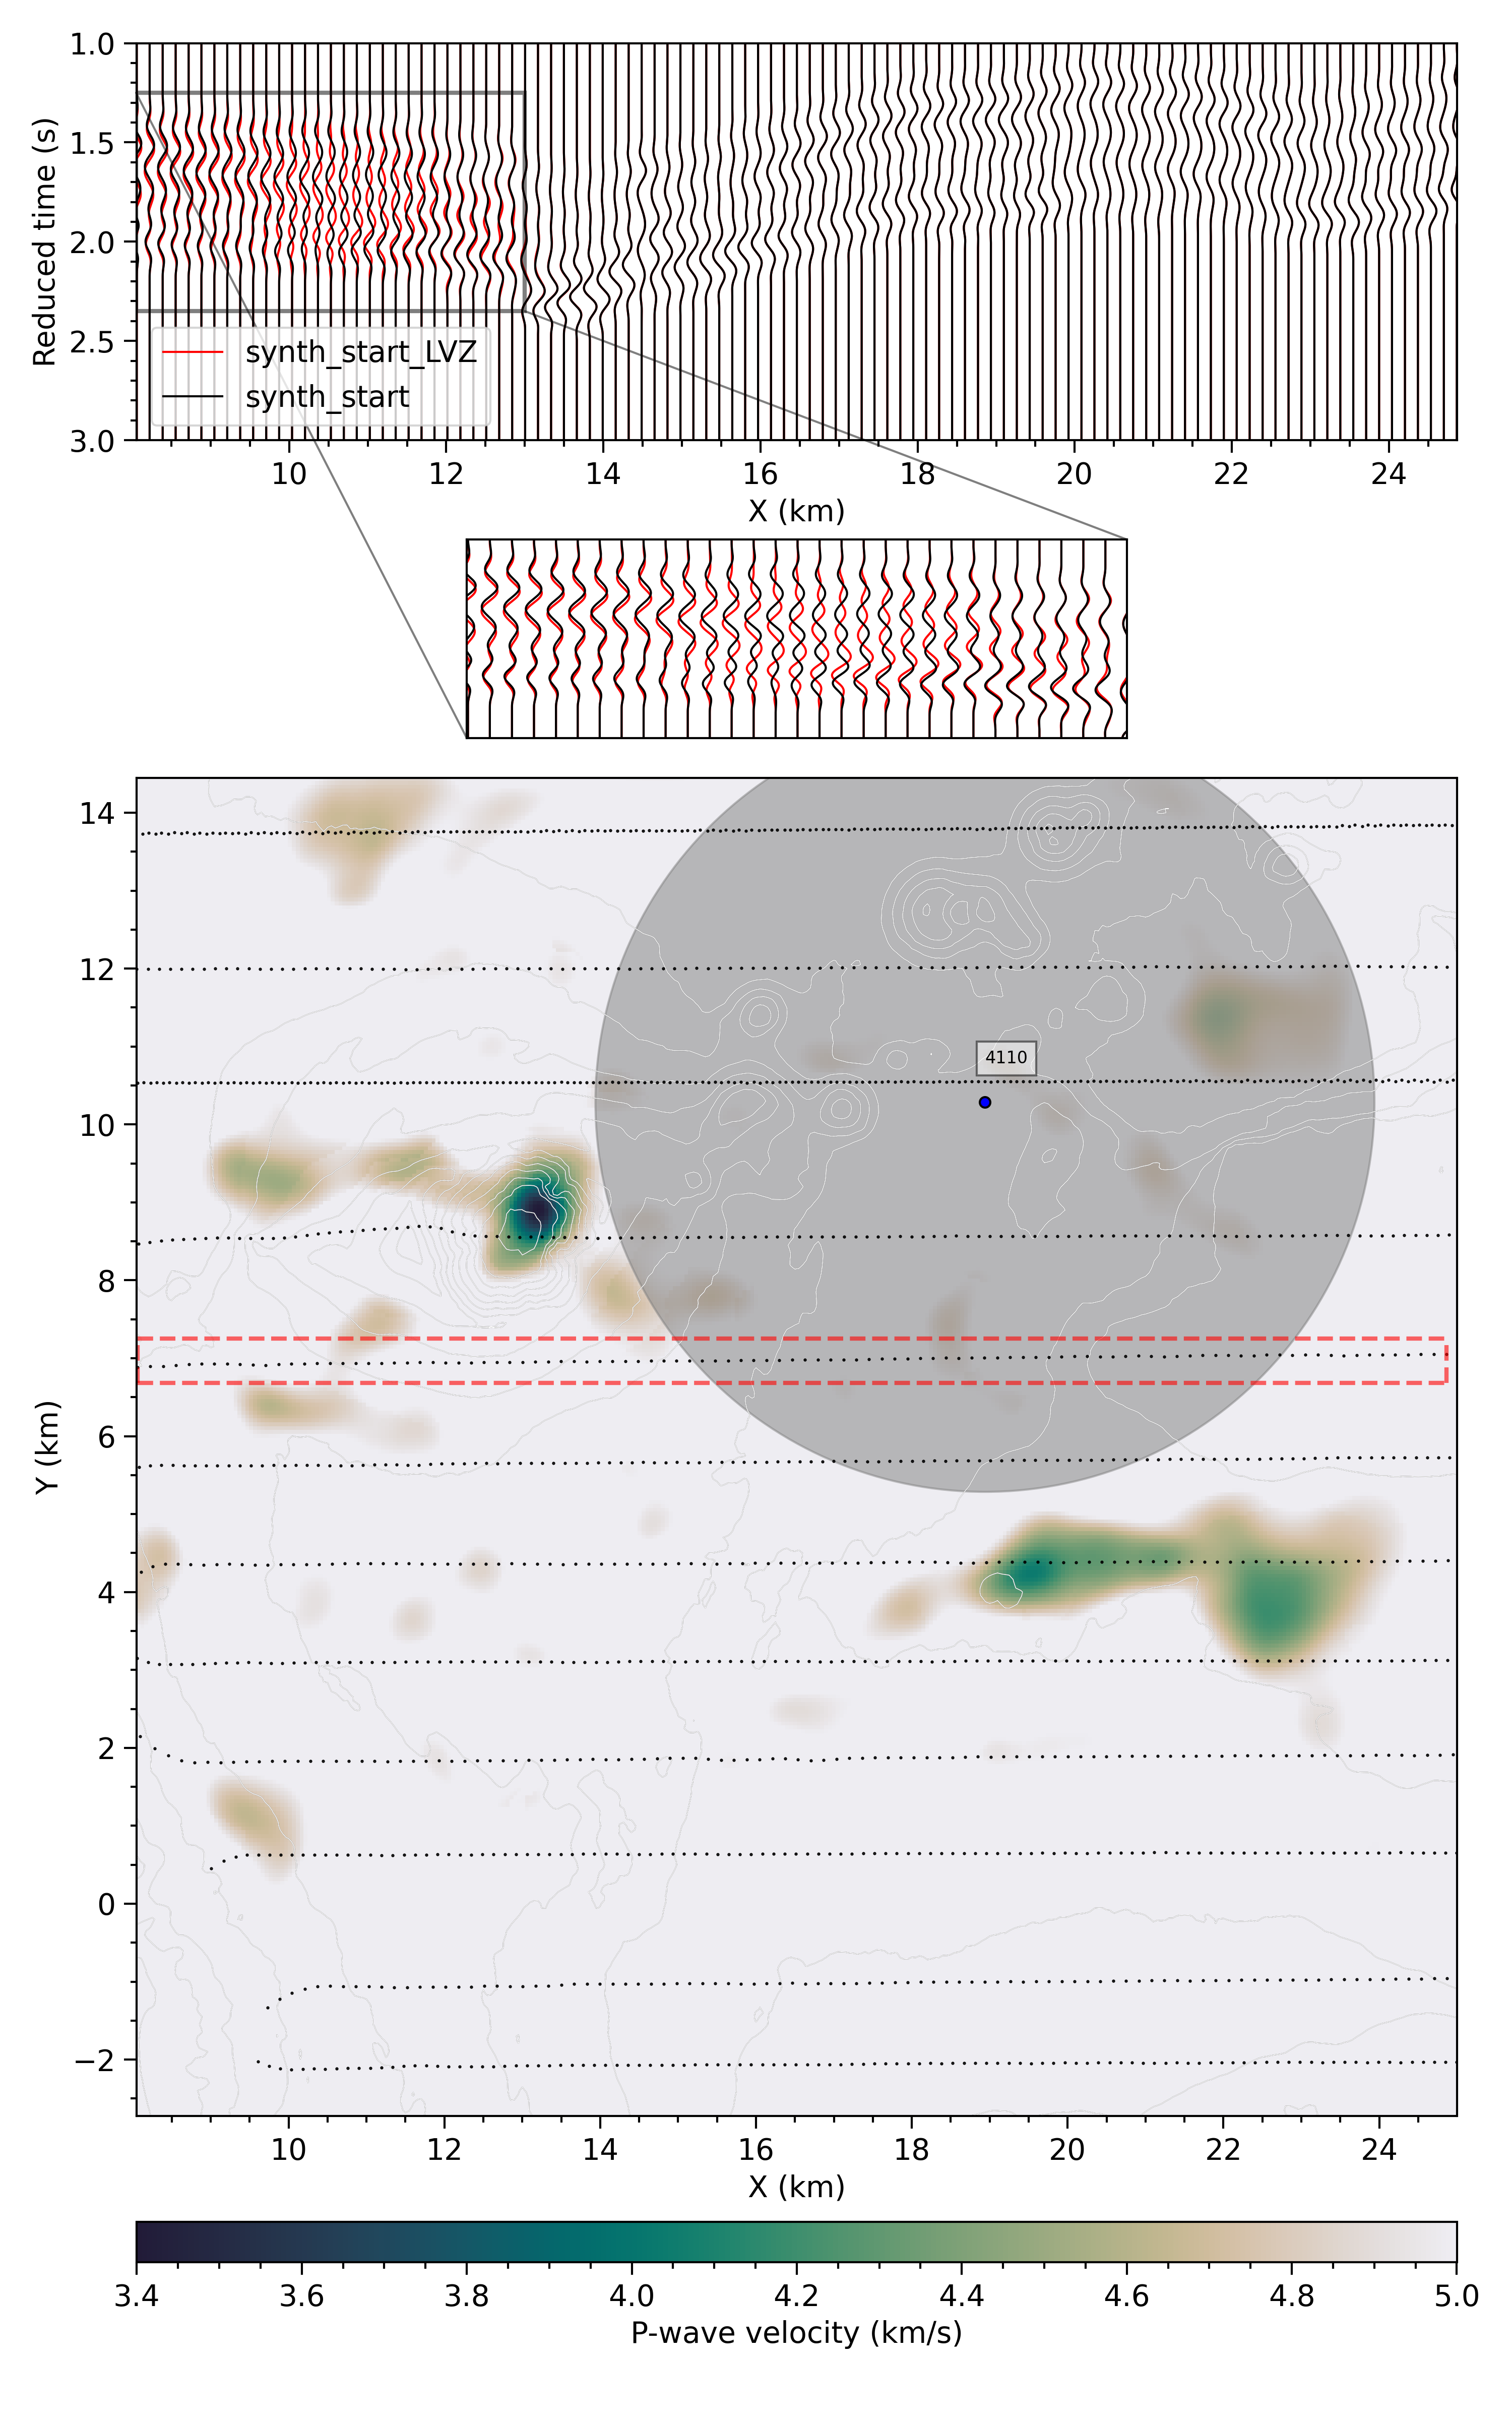 1.0
1.5
2.0
2.5
3.0
Reduced time (s)
synth_start_LVZ
synth_start
10 12 14 16 18 20 22 24
X (km)
14
12
10
8
6
4
2
0
−2
Y (km)
4110
10 12 14 16 18 20 22 24
X (km)
3.4 3.6 3.8 4.0 4.2 4.4 4.6 4.8 5.0
P-wave velocity (km/s)